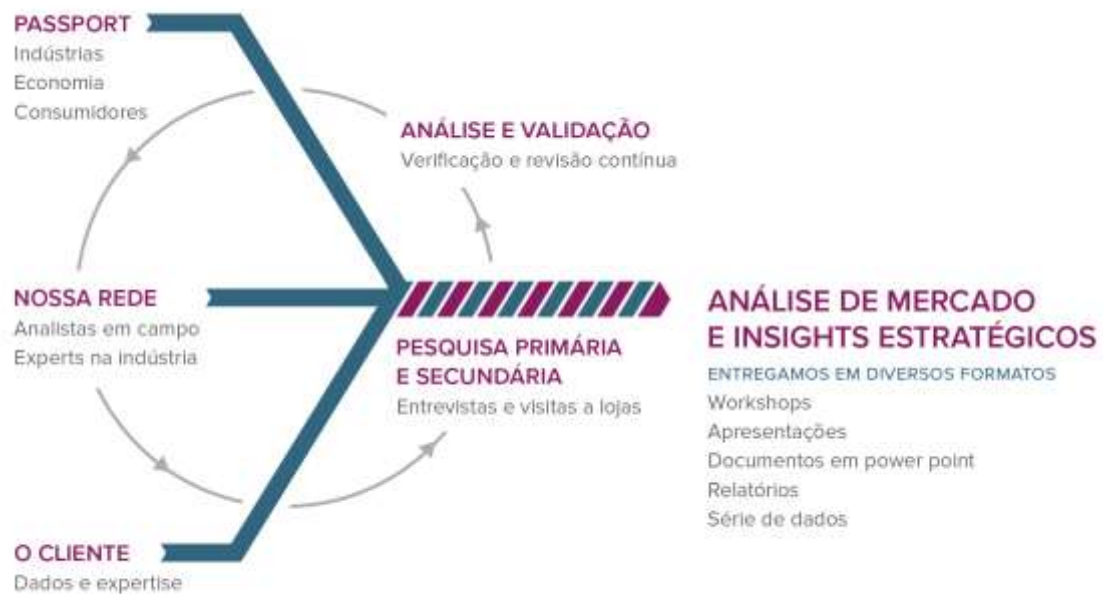 PASSPORT
Indústrias
Economia
Consumidores
ANÁLISE E VALIDAÇÃO
Verificação e revisão contínua
NOSSA REDE
Analistas em campo
Experts na indústria
PESQUISA PRIMÁRIA
E SECUNDÁRIA
Entrevistas e visitas a lojas
ANÁLISE DE MERCADO
E INSIGHTS ESTRATÉGICOS
ENTREGAMOS EM DIVERSOS FORMATOS
Workshops
Apresentações
Documentos em power point
Relatórios
Série de dados
O CLIENTE
Dados e expertise